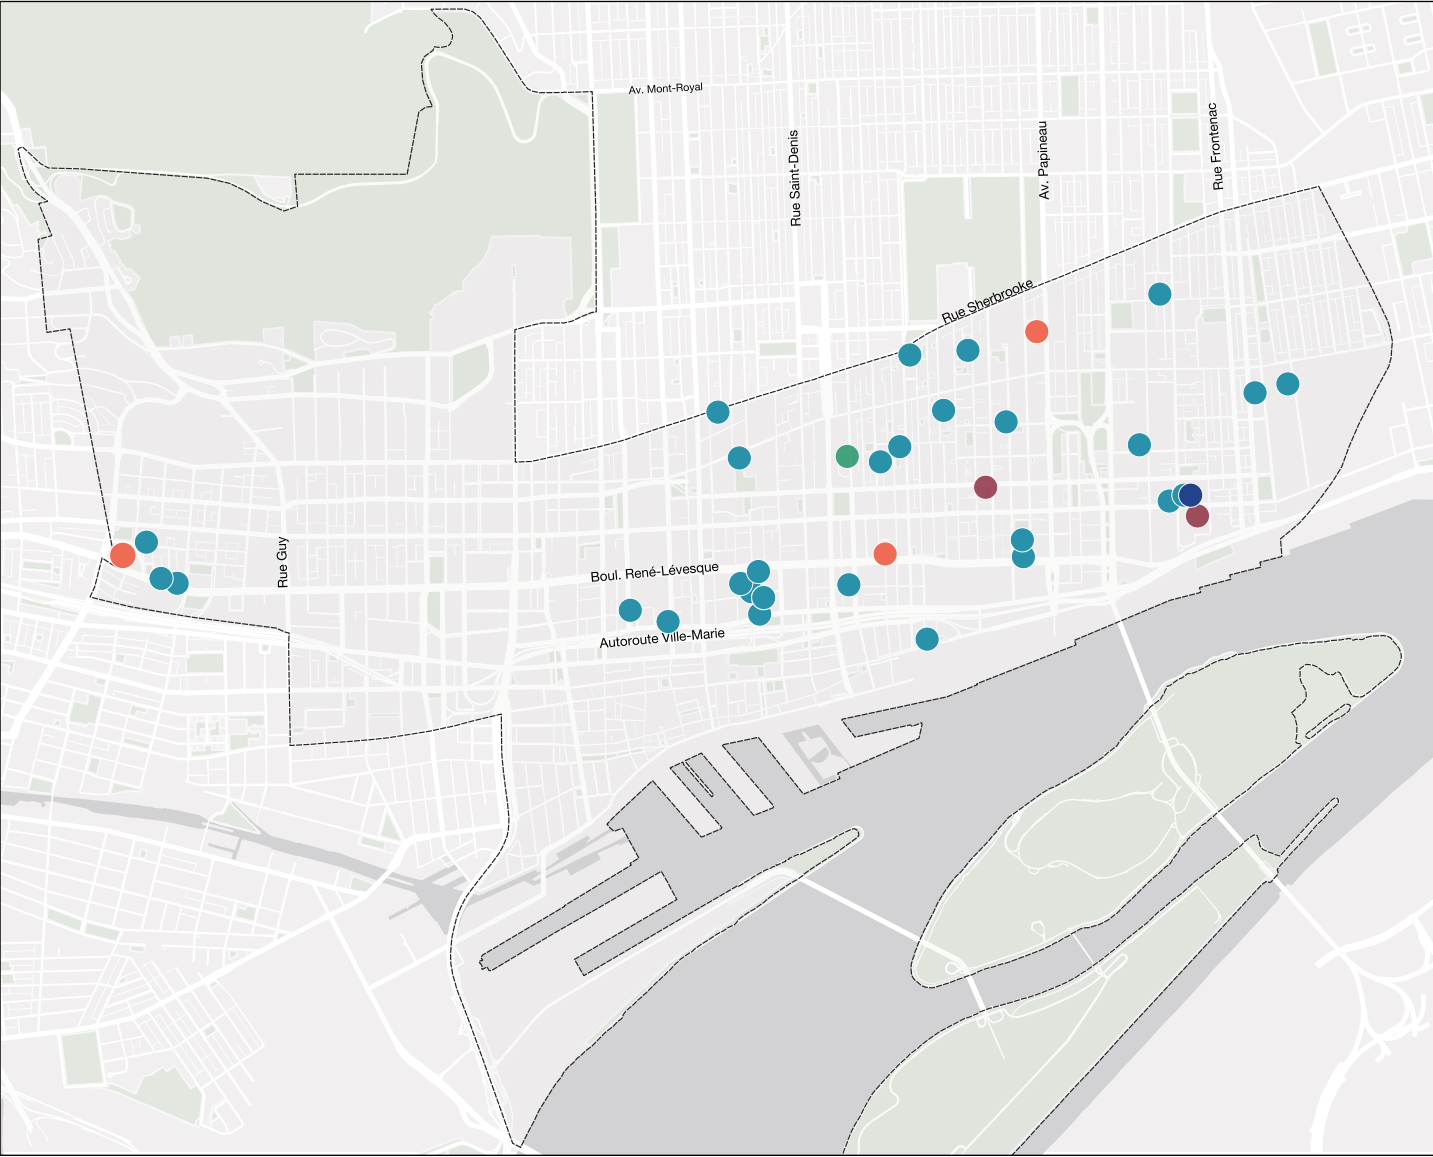 Av. Mont-Royal
Rue Saint-Denis
Av. Papineau
Rue Frontenac
Rue Sherbrooke
Rue Guy
Boul. René-Lévesque
Autoroute Ville-Marie